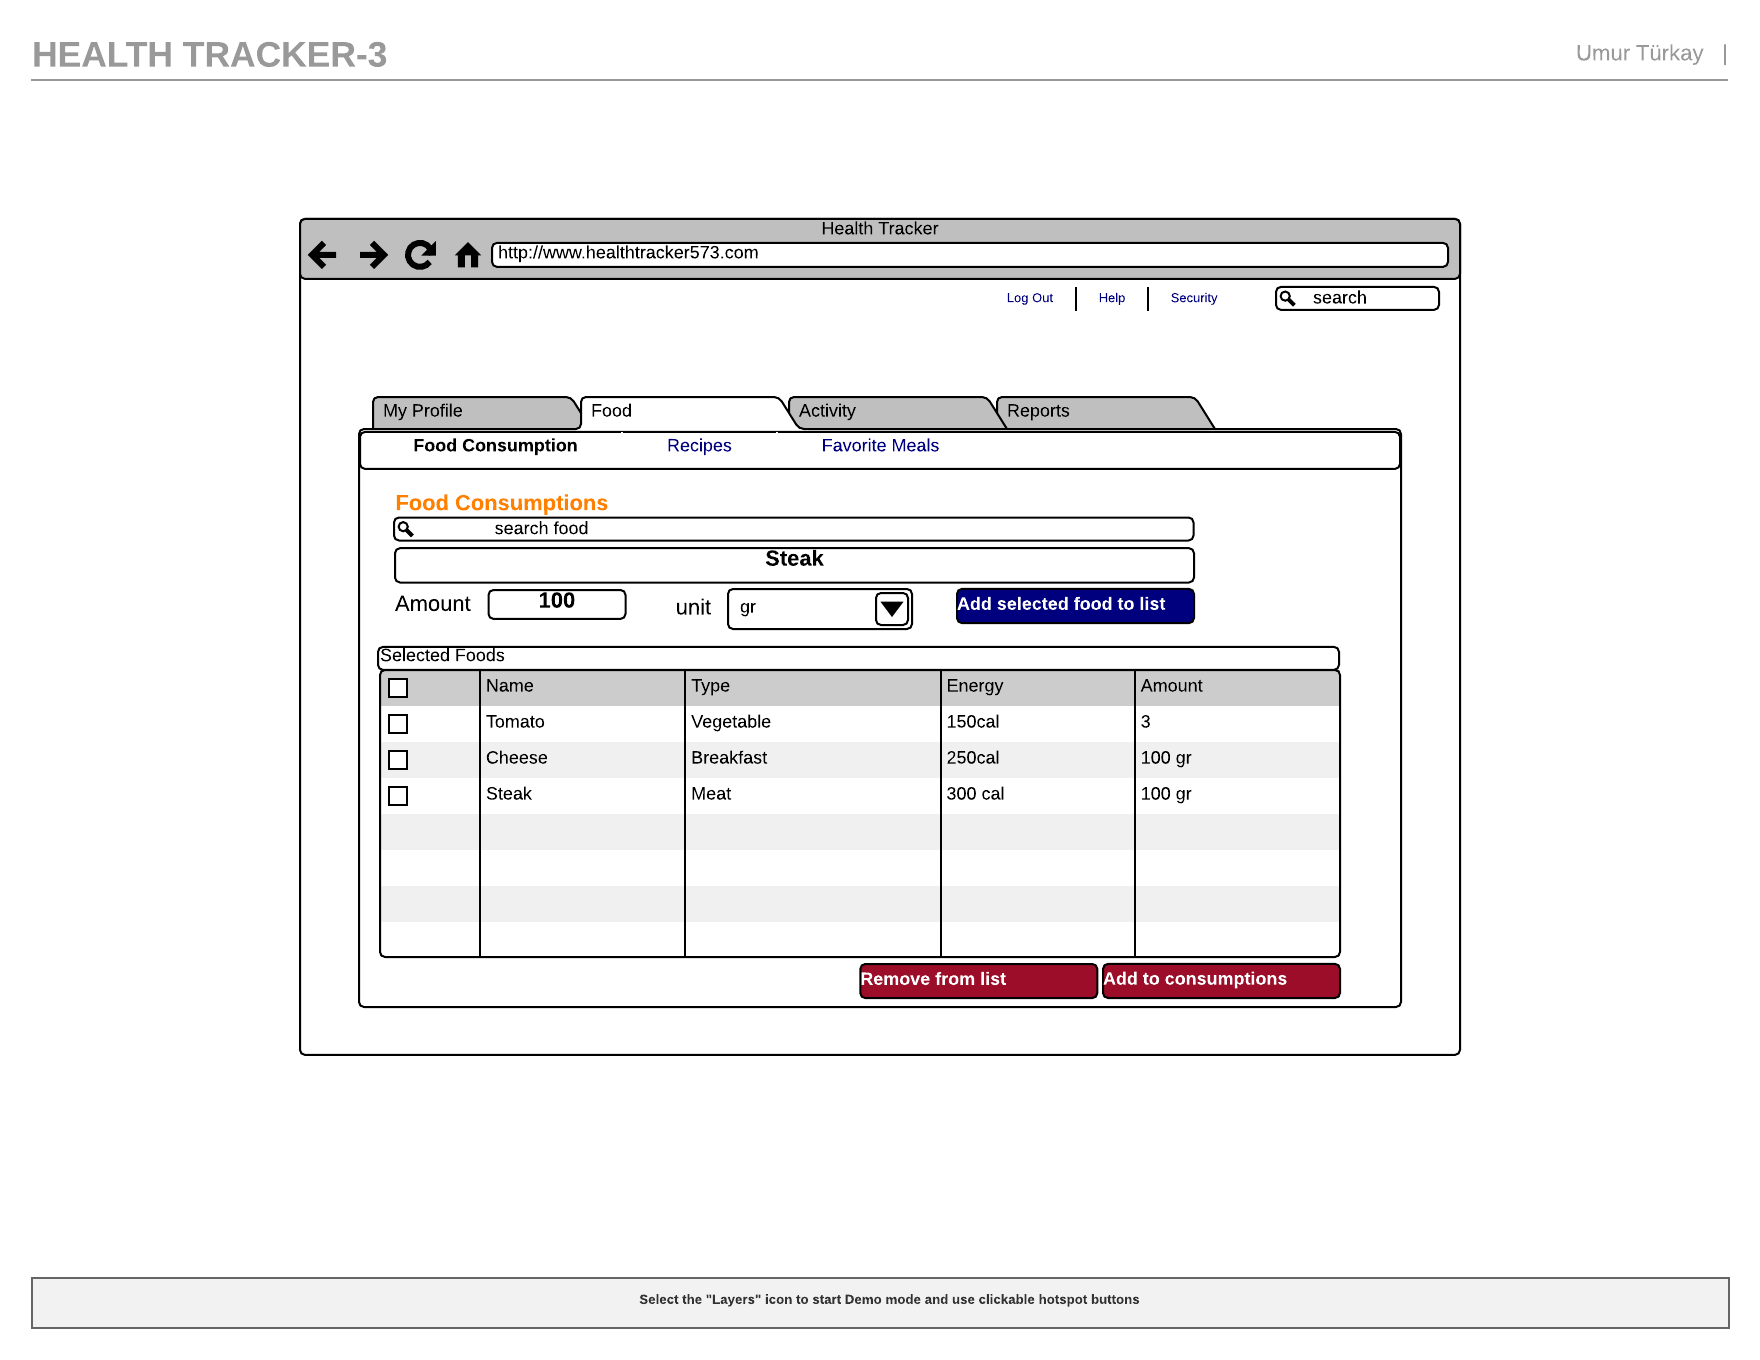 HEALTH TRACKER-3
Umur Türkay |
Health Tracker
http://www.healthtracker573.com
Log Out Help Security search
My Profile Food Activity Reports
Food Consumption Recipes Favorite Meals
Food Consumptions
search food
Steak
Amount 100 unit gr Add selected food to list
Selected Foods
Name Type Energy Amount
Tomato Vegetable 150cal 3
Cheese Breakfast 250cal 100 gr
Steak Meat 300 cal 100 gr
Remove from list Add to consumptions
Select the "Layers" icon to start Demo mode and use clickable hotspot buttons